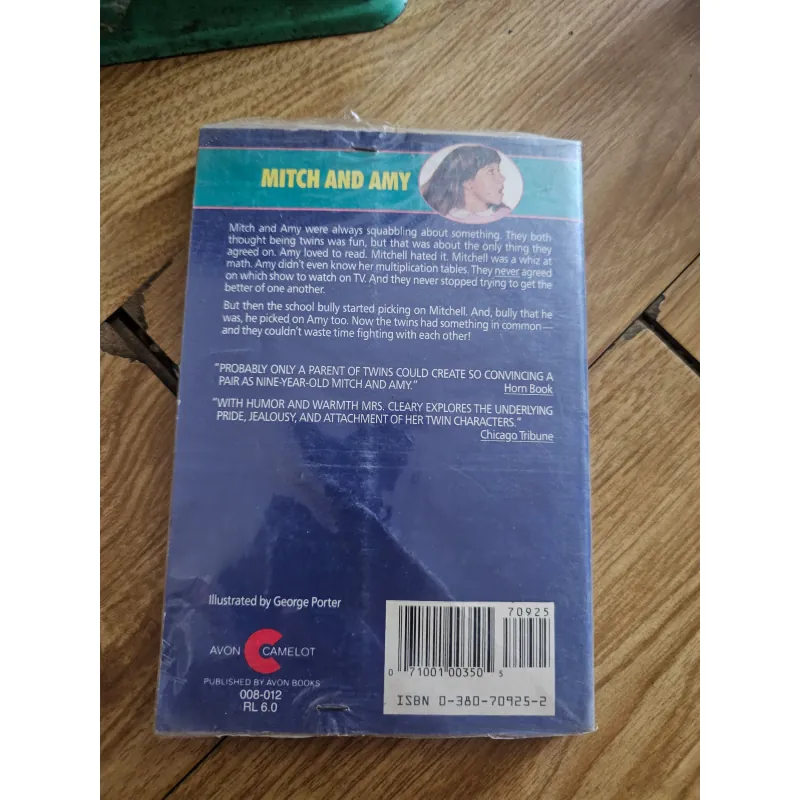 MITCH AND AMY
Mitch and Amy were always squabbling about something. They both
thought being twins was fun, but that was about the only thing they
agreed on. Amy loved to read. Mitchell hated it. Mitchell was a whiz at
math. Amy didn't even know her multiplication tables. They never agreed
on which show to watch on TV. And they never stopped trying to get the
better of one another.
But then the school bully started picking on Mitchell. And, bully that he
was, he picked on Amy too. Now the twins had something in common—
and they couldn't waste time fighting with each other!
"PROBABLY ONLY A PARENT OF TWINS COULD CREATE SO CONVINCING A
PAIR AS NINE-YEAR-OLD MITCH AND AMY."
Horn Book
"WITH HUMOR AND WARMTH MRS. CLEARY EXPLORES THE UNDERLYING
PRIDE, JEALOUSY, AND ATTACHMENT OF HER TWIN CHARACTERS."
Chicago Tribune
Illustrated by George Porter
AVON CAMELOT
PUBLISHED BY AVON BOOKS
008-012
RL 6.0
70925
0 71001 00350 5
ISBN 0-380-70925-2